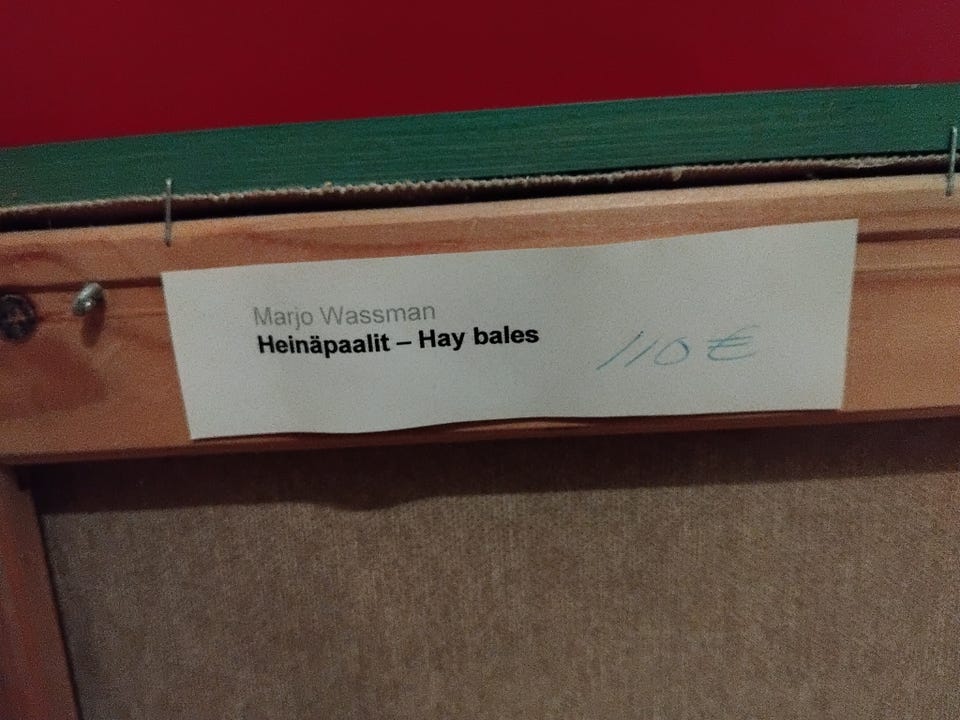 Marjo Wassman
Heinäpaalit – Hay bales
110 €